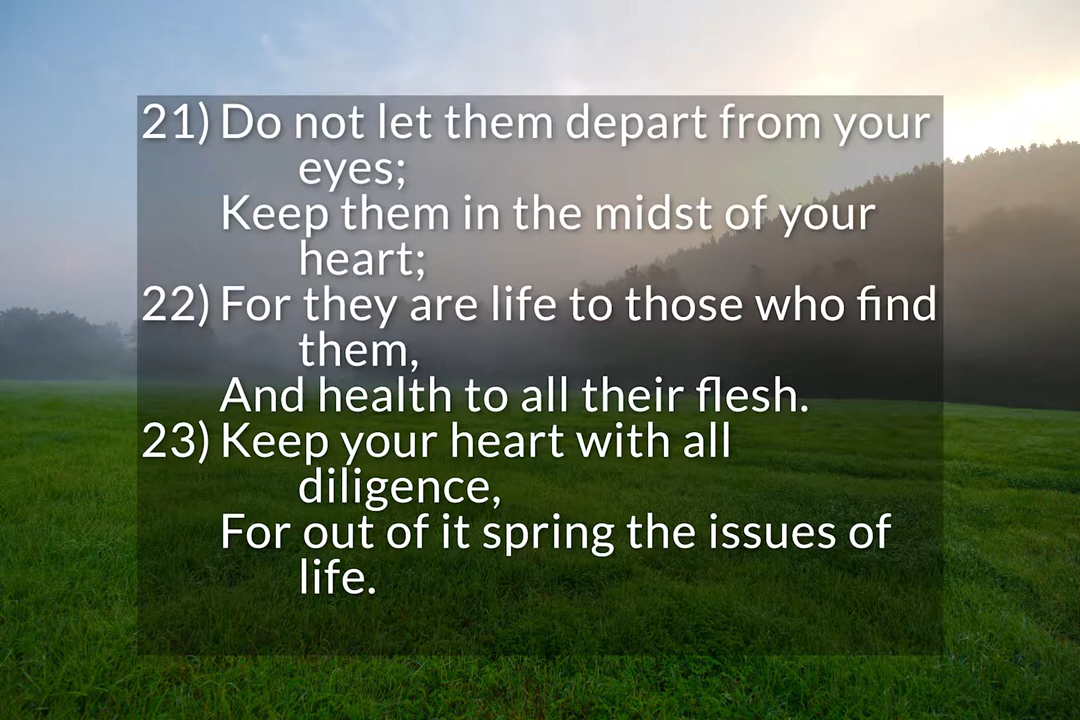 21) Do not let them depart from your
eyes;
Keep them in the midst of your
heart;
22) For they are life to those who find
them,
And health to all their flesh.
23) Keep your heart with all
diligence,
For out of it spring the issues of
life.